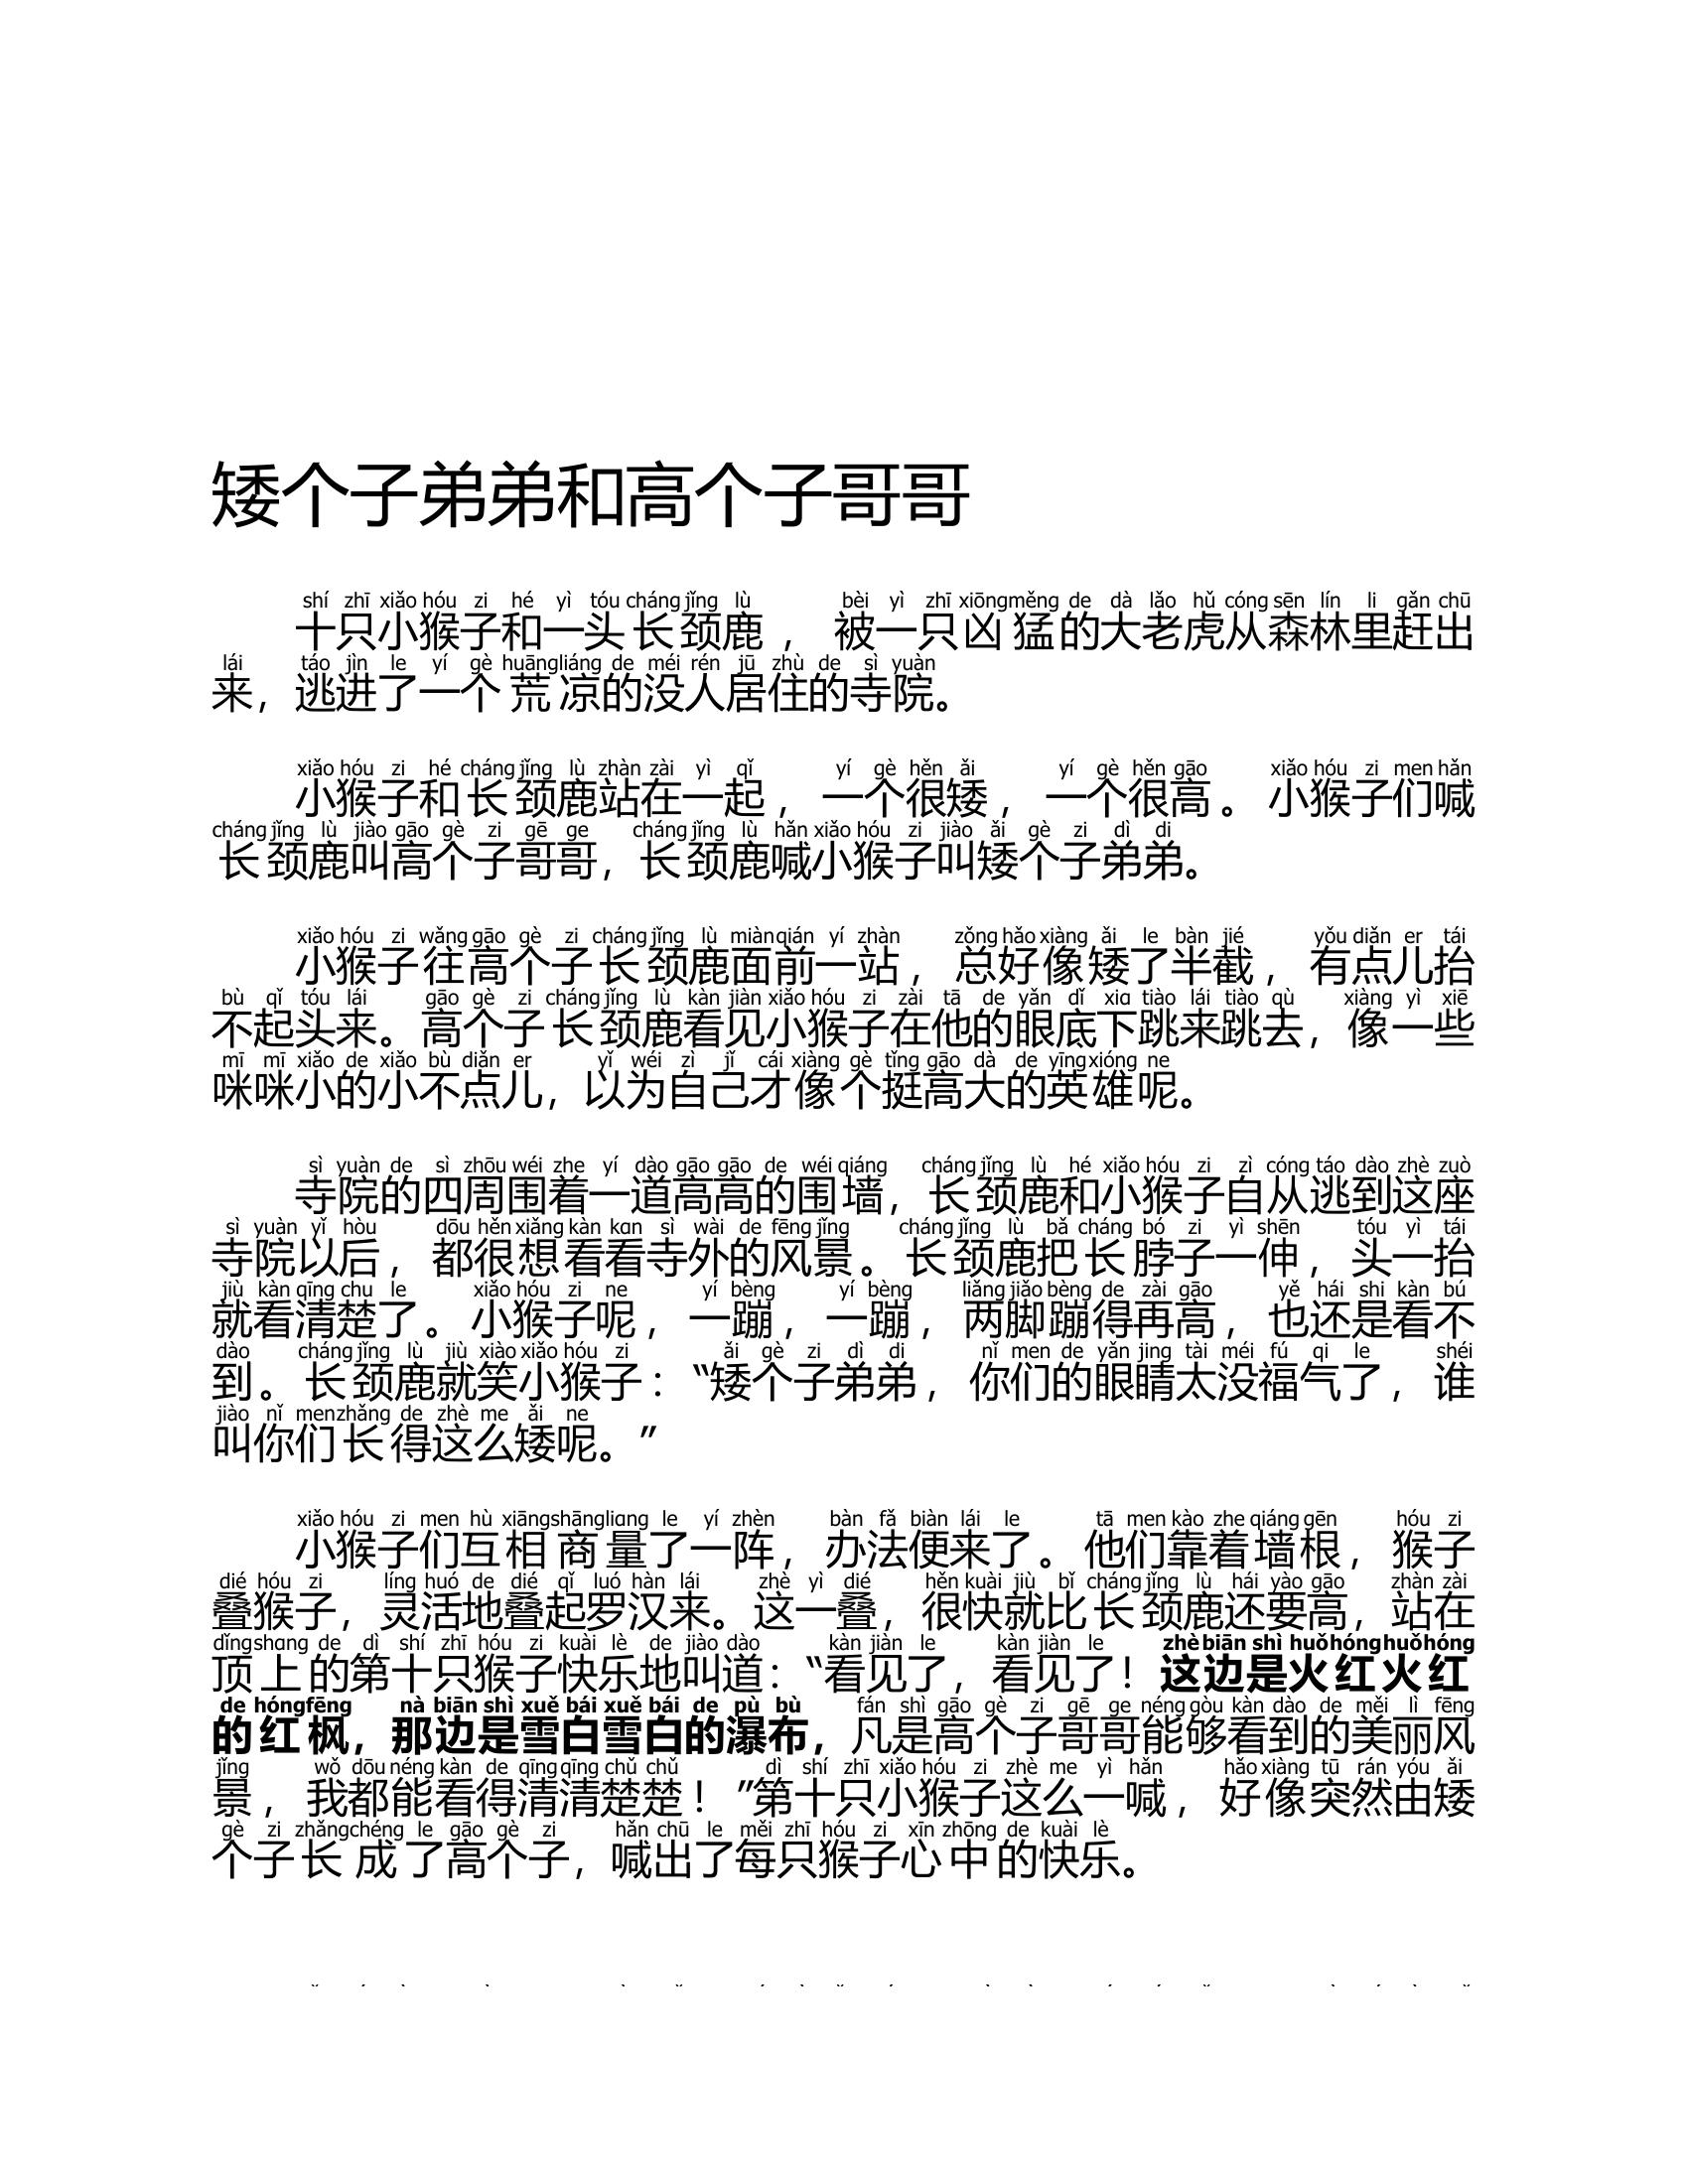 矮个子弟弟和高个子哥哥
shí zhī xiǎo hóu zi hé yì tóu cháng jǐng lù bèi yì zhī xiōng měng de dà lǎo hǔ cóng sēn lín li gǎn chū
十只小猴子和一头长颈鹿，被一只凶猛的大老虎从森林里赶出
lái táo jìn le yí gè huāng liáng de méi rén jū zhù de sì yuàn
来，逃进了一个荒凉的没人居住的寺院。
xiǎo hóu zi hé cháng jǐng lù zhàn zài yì qǐ yí gè hěn ǎi yí gè hěn gāo xiǎo hóu zi men hǎn
小猴子和长颈鹿站在一起，一个很矮，一个很高。小猴子们喊
cháng jǐng lù jiào gāo gè zi gē ge cháng jǐng lù hǎn xiǎo hóu zi jiào ǎi gè zi dì di
长颈鹿叫高个子哥哥，长颈鹿喊小猴子叫矮个子弟弟。
xiǎo hóu zi wǎng gāo gè zi cháng jǐng lù miàn qián yí zhàn zǒng hǎo xiàng ǎi le bàn jié yǒu diǎn er tái
小猴子往高个子长颈鹿面前一站，总好像矮了半截，有点儿抬
bù qǐ tóu lái gāo gè zi cháng jǐng lù kàn jiàn xiǎo hóu zi zài tā de yǎn dǐ xia tiào lái tiào qù xiàng yì xiē
不起头来。高个子长颈鹿看见小猴子在他的眼底下跳来跳去，像一些
mī mī xiǎo de xiǎo bù diǎn er yǐ wéi zì jǐ cái xiàng gè tǐng gāo dà de yīng xióng ne
咪咪小的小不点儿，以为自己才像个挺高大的英雄呢。
sì yuàn de sì zhōu wéi zhe yí dào gāo gāo de wéi qiáng cháng jǐng lù hé xiǎo hóu zi zì cóng táo dào zhè zuò
寺院的四周围着一道高高的围墙，长颈鹿和小猴子自从逃到这座
sì yuàn yǐ hòu dōu hěn xiǎng kàn kan sì wài de fēng jǐng cháng jǐng lù bǎ cháng bó zi yì shēn tóu yì tái
寺院以后，都很想看看寺外的风景。长颈鹿把长脖子一伸，头一抬
jiù kàn qīng chu le xiǎo hóu zi ne yí bèng yí bèng liǎng jiǎo bèng de zài gāo yě hái shi kàn bú
就看清楚了。小猴子呢，一蹦，一蹦，两脚蹦得再高，也还是看不
dào cháng jǐng lù jiù xiào xiǎo hóu zi ǎi gè zi dì di nǐ men de yǎn jing tài méi fú qi le shéi
到。长颈鹿就笑小猴子：“矮个子弟弟，你们的眼睛太没福气了，谁
jiào nǐ men zhǎng de zhè me ǎi ne
叫你们长得这么矮呢。”
xiǎo hóu zi men hù xiāng shāng liang le yí zhèn bàn fǎ biàn lái le tā men kào zhe qiáng gēn hóu zi
小猴子们互相商量了一阵，办法便来了。他们靠着墙根，猴子
dié hóu zi líng huó de dié qǐ luó hàn lái zhè yì dié hěn kuài jiù bǐ cháng jǐng lù hái yào gāo zhàn zài
叠猴子，灵活地叠起罗汉来。这一叠，很快就比长颈鹿还要高，站在
dǐng shang de dì shí zhī hóu zi kuài lè de jiào dào kàn jiàn le kàn jiàn le zhè biān shì huǒ hóng huǒ hóng
顶上的第十只猴子快乐地叫道：“看见了，看见了！这边是火红火红
de hóng fēng nà biān shì xuě bái xuě bái de pù bù fán shì gāo gè zi gē ge néng gòu kàn dào de měi lì fēng
的红枫，那边是雪白雪白的瀑布，凡是高个子哥哥能够看到的美丽风
jǐng wǒ dōu néng kàn de qīng qīng chǔ chǔ dì shí zhī xiǎo hóu zi zhè me yì hǎn hǎo xiàng tū rán yóu ǎi
景，我都能看得清清楚楚！”第十只小猴子这么一喊，好像突然由矮
gè zi zhǎng chéng le gāo gè zi hǎn chū le měi zhī hóu zi xīn zhōng de kuài lè
个子长成了高个子，喊出了每只猴子心中的快乐。